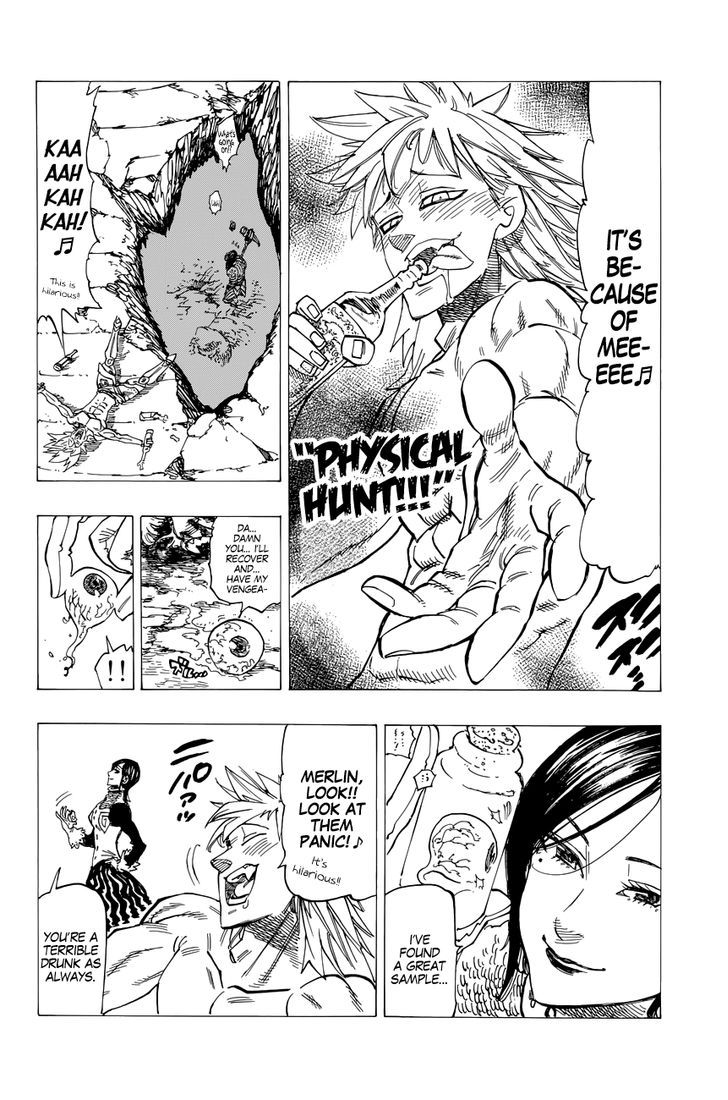 IT'S
BE-
CAUSE
OF
MEE-
EEE♫
"PHYSICAL
HUNT!!!"
What's
going
on!!
KAA
AAH
KAH
KAH!
♫
This is
hilarious!!
DA...
DAMN
YOU... I'LL
RECOVER
AND...
HAVE MY
VENGEA-
!!
I'VE
FOUND
A GREAT
SAMPLE...
MERLIN,
LOOK!!
LOOK AT
THEM
PANIC!♪
It's
hilarious!!
YOU'RE A
TERRIBLE
DRUNK AS
ALWAYS.